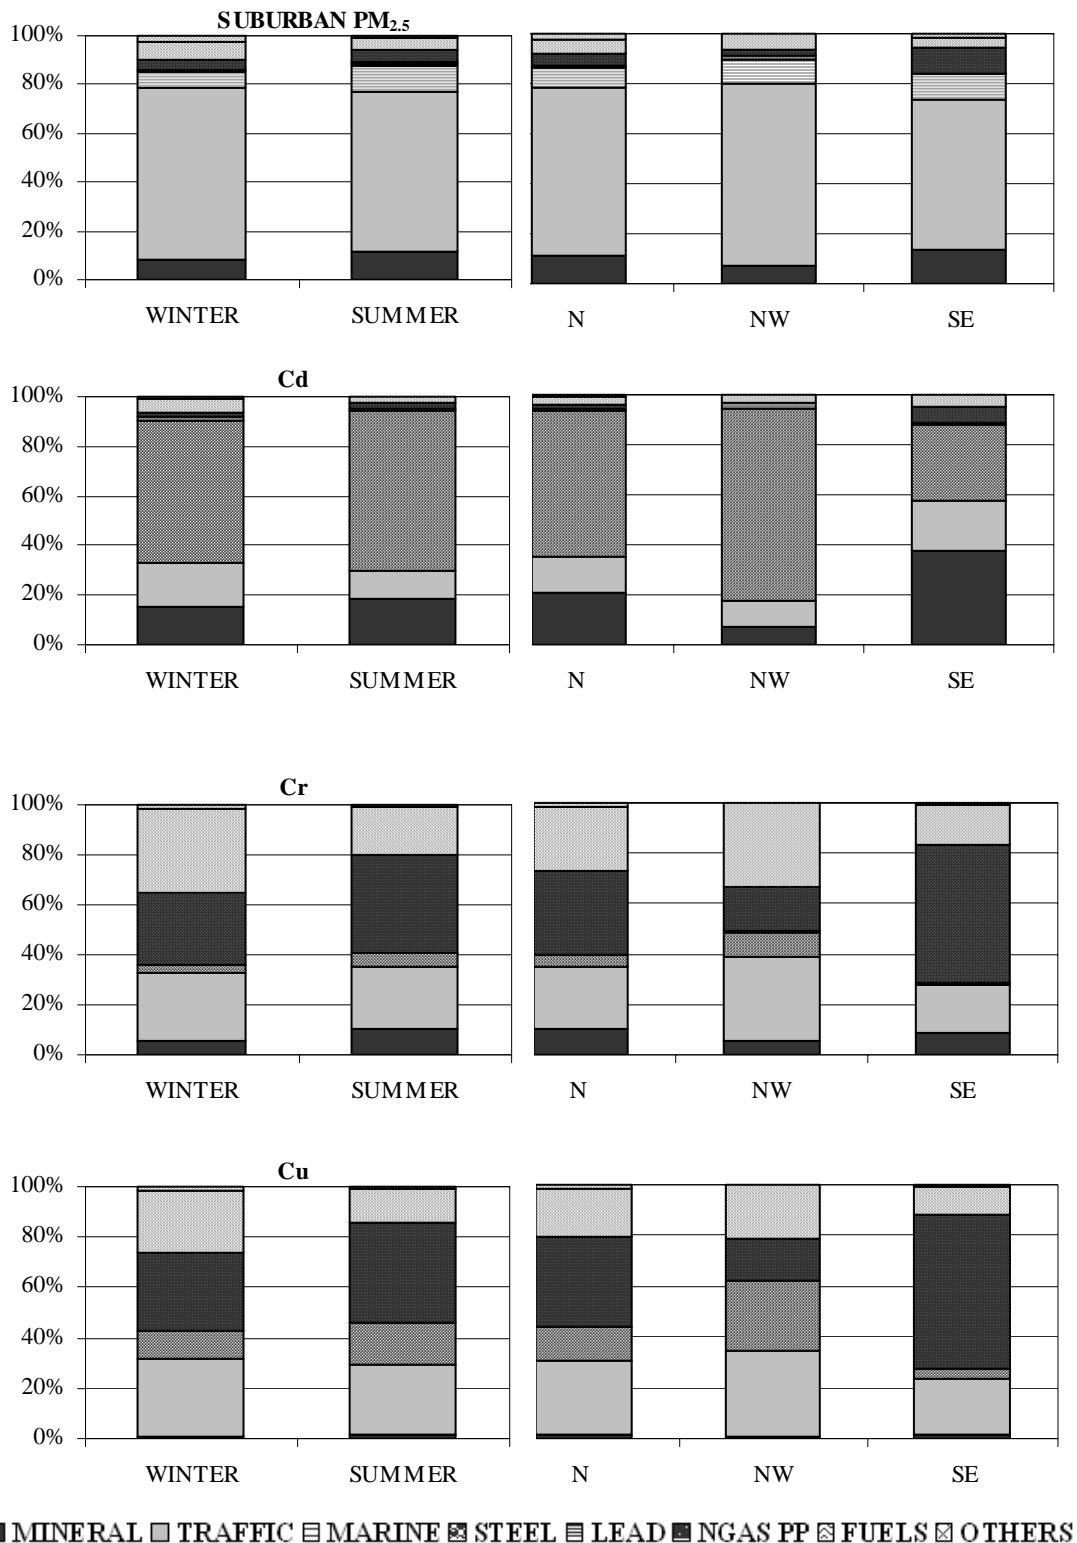 SUBURBAN PM2.5
100%
80%
60%
40%
20%
0%
WINTER SUMMER N NW SE
Cd
100%
80%
60%
40%
20%
0%
WINTER SUMMER N NW SE
Cr
100%
80%
60%
40%
20%
0%
WINTER SUMMER N NW SE
Cu
100%
80%
60%
40%
20%
0%
WINTER SUMMER N NW SE
MINERAL TRAFFIC MARINE STEEL LEAD NGAS PP FUELS OTHERS